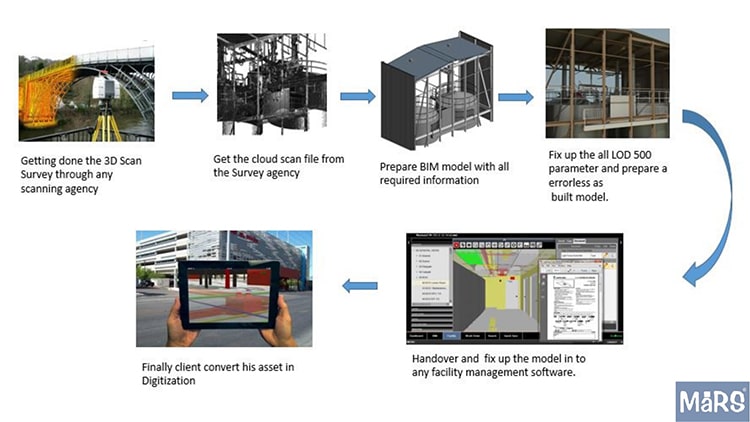 Getting done the 3D Scan
Survey through any
scanning agency
Get the cloud scan file from
the Survey agency
Prepare BIM model with all
required information
Fix up the all LOD 500
parameter and prepare a
errorless as
built model.
Handover and fix up the model in to
any facility management software.
Finally client convert his asset in
Digitization
MaRS